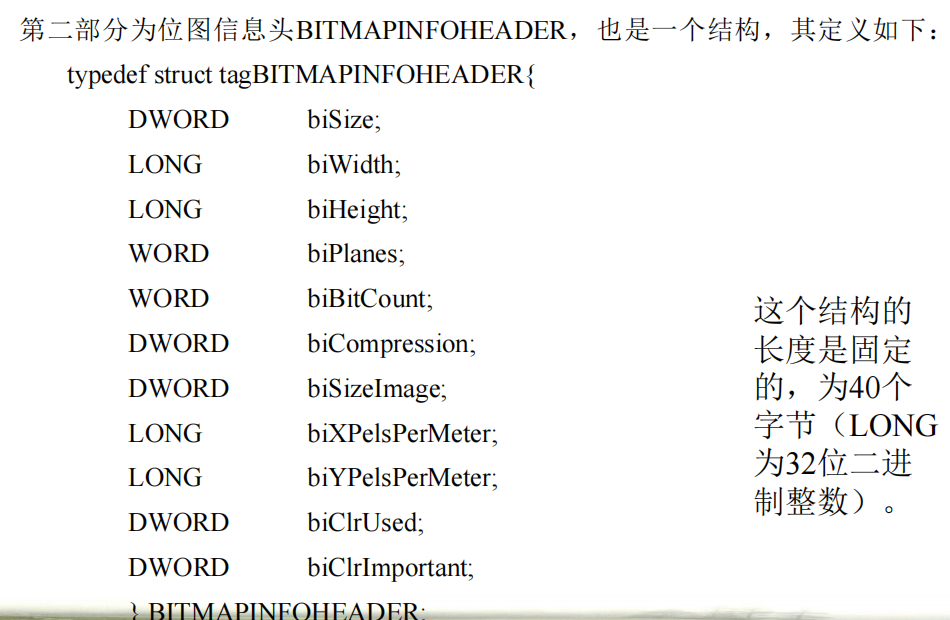 第二部分为位图信息头BITMAPINFOHEADER，也是一个结构，其定义如下：
typedef struct tagBITMAPINFOHEADER{
DWORD biSize;
LONG biWidth;
LONG biHeight;
WORD biPlanes;
WORD biBitCount;
DWORD biCompression;
DWORD biSizeImage;
LONG biXPelsPerMeter;
LONG biYPelsPerMeter;
DWORD biClrUsed;
DWORD biClrImportant;
} BITMAPINFOHEADER;
这个结构的
长度是固定
的，为40个
字节（LONG
为32位二进
制整数）。